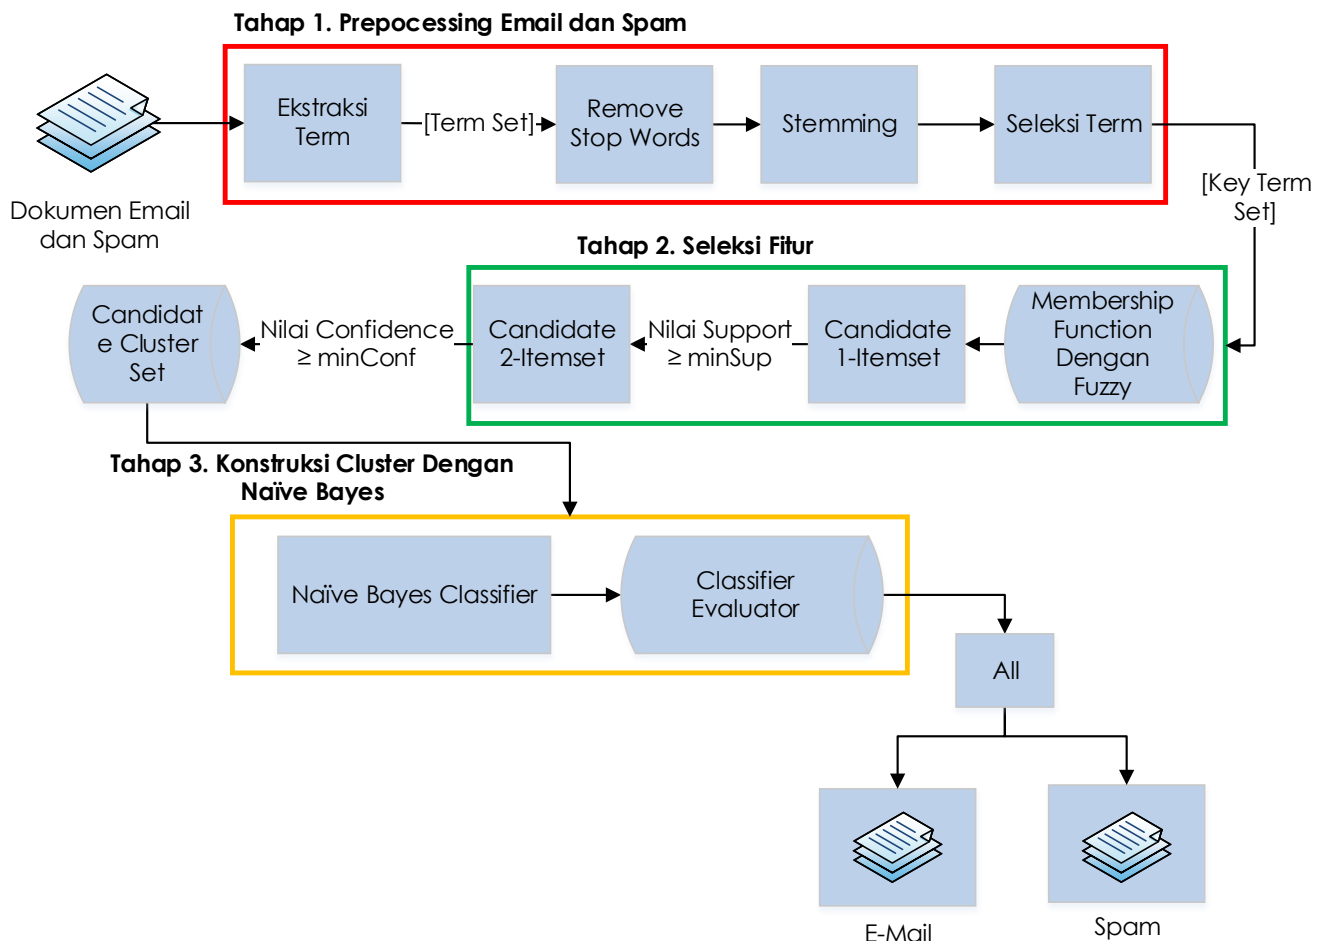 Tahap 1. Prepocessing Email dan Spam
Ekstraksi
Term
[Term Set]
Remove
Stop Words
Stemming
Seleksi Term
Dokumen Email
dan Spam
[Key Term
Set]
Tahap 2. Seleksi Fitur
Membership
Function
Dengan
Fuzzy
Candidate
1-Itemset
Nilai Support
≥ minSup
Candidate
2-Itemset
Nilai Confidence
≥ minConf
Candidat
e Cluster
Set
Tahap 3. Konstruksi Cluster Dengan
Naïve Bayes
Naïve Bayes Classifier
Classifier
Evaluator
All
E-Mail
Spam